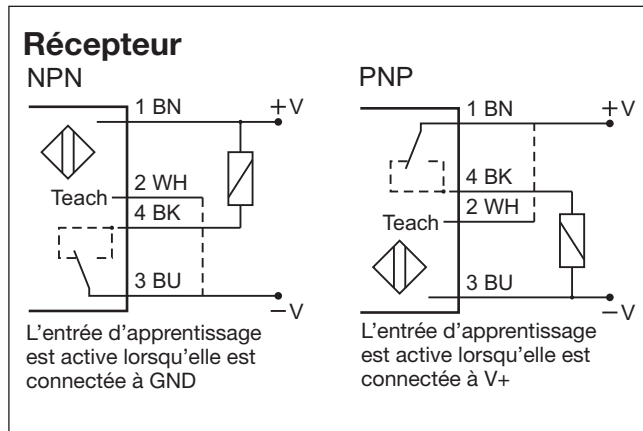 Récepteur
NPN
1 BN
+V
2 WH
Teach
4 BK
3 BU
−V
L'entrée d'apprentissage
est active lorsqu'elle est
connectée à GND
PNP
1 BN
+V
4 BK
2 WH
Teach
3 BU
−V
L'entrée d'apprentissage
est active lorsqu'elle est
connectée à V+